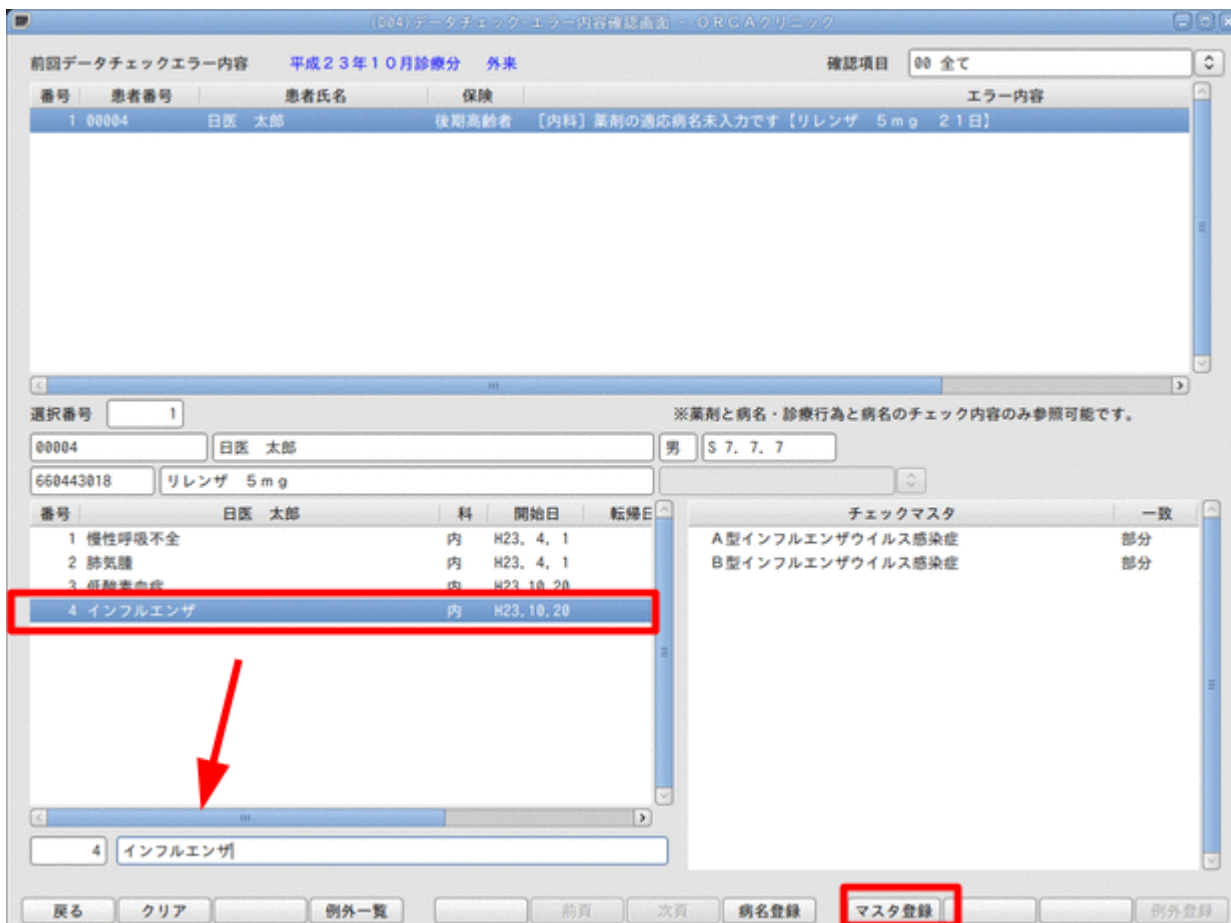 (D04)データチェック-エラー内容確認画面 - ORCAクリニック
前回データチェックエラー内容 平成23年10月診療分 外来 確認項目 00 全て
番号 患者番号 患者氏名 保険 エラー内容
1 00004 日医 太郎 後期高齢者 [内科]薬剤の適応病名未入力です【リレンザ 5mg 21日】
選択番号 1 ※薬剤と病名・診療行為と病名のチェック内容のみ参照可能です。
00004 日医 太郎 男 S 7. 7. 7
660443018 リレンザ 5mg
番号 日医 太郎 科 開始日 転帰日 チェックマスタ 一致
1 慢性呼吸不全 内 H23. 4. 1 A型インフルエンザウイルス感染症 部分
2 肺気腫 内 H23. 4. 1 B型インフルエンザウイルス感染症 部分
3 低酸素血症 内 H23.10.20
4 インフルエンザ 内 H23.10.20
4 インフルエンザ
戻る クリア 例外一覧 前頁 次頁 病名登録 マスタ登録 例外登録